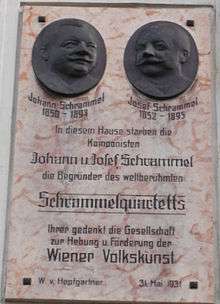 Johann Schrammel Josef Schrammel
1850 - 1893 1852 - 1895
In diesem Hause starben die
Komponisten
Johann u. Josef Schrammel
die Begründer des weltberühmten
Schrammelquartetts
Ihrer gedenkt die Gesellschaft
zur Hebung u. Förderung der
Wiener Volkskunst
W. v. Hopfgartner 31. Mai 1931